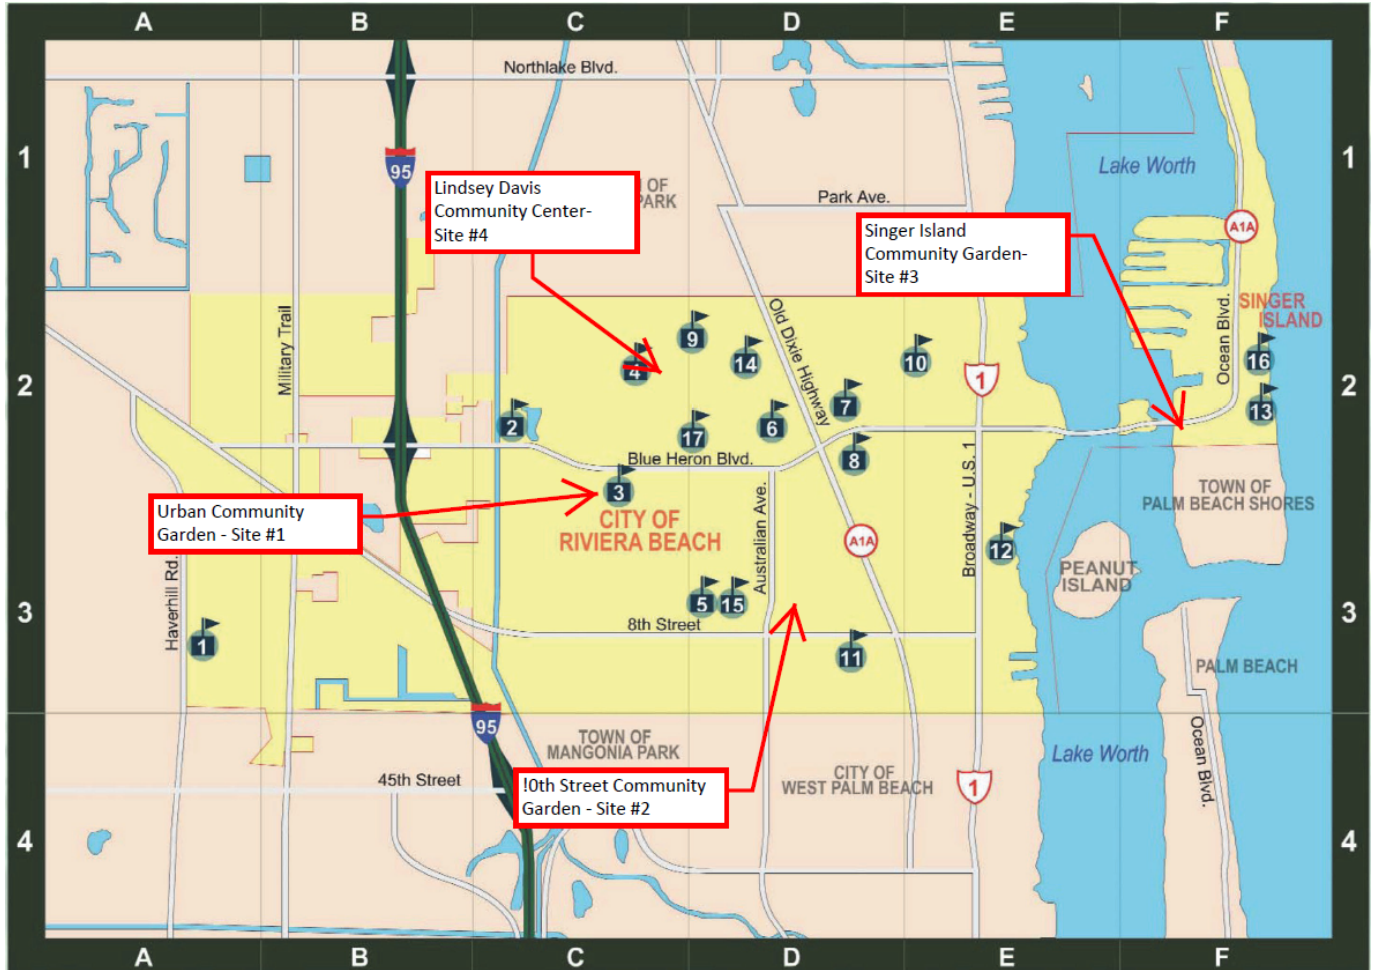 A B C D E F
Northlake Blvd.
1 1
95
Lake Worth
Lindsey Davis
Community Center-
Site #4
OF
PARK
Park Ave.
Singer Island
Community Garden-
Site #3
A1A
SINGER
ISLAND
Ocean Blvd.
Military Trail
Old Dixie Highway
9
4
14
10
16
1
2 2
7
13
2
17
6
Blue Heron Blvd.
8
3
Urban Community
Garden - Site #1
CITY OF
RIVIERA BEACH
Australian Ave.
A1A
Broadway - U.S. 1
12
TOWN OF
PALM BEACH SHORES
PEANUT
ISLAND
Haverhill Rd.
5 15
3 3
8th Street
1
11
PALM BEACH
95
TOWN OF
MANGONIA PARK
Lake Worth
Ocean Blvd.
45th Street
!0th Street Community
Garden - Site #2
CITY OF
WEST PALM BEACH
1
4 4
A B C D E F